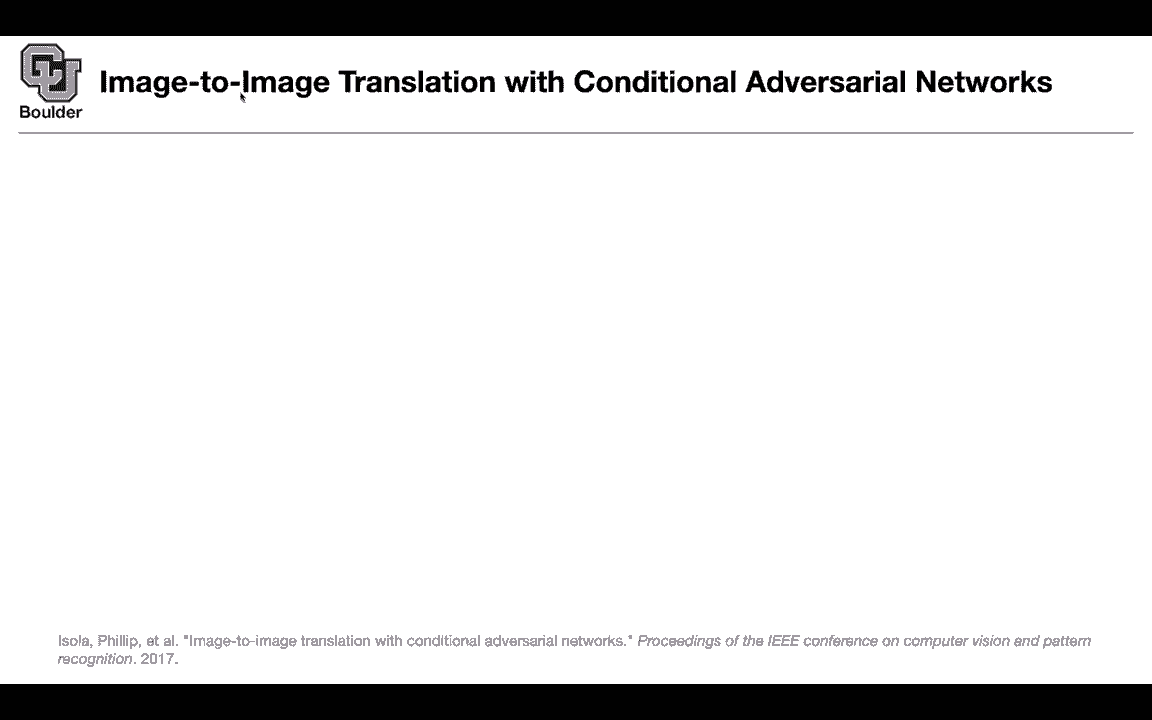 Image-to-Image Translation with Conditional Adversarial Networks
Boulder
Isola, Phillip, et al. "Image-to-image translation with conditional adversarial networks." Proceedings of the IEEE conference on computer vision and pattern
recognition. 2017.